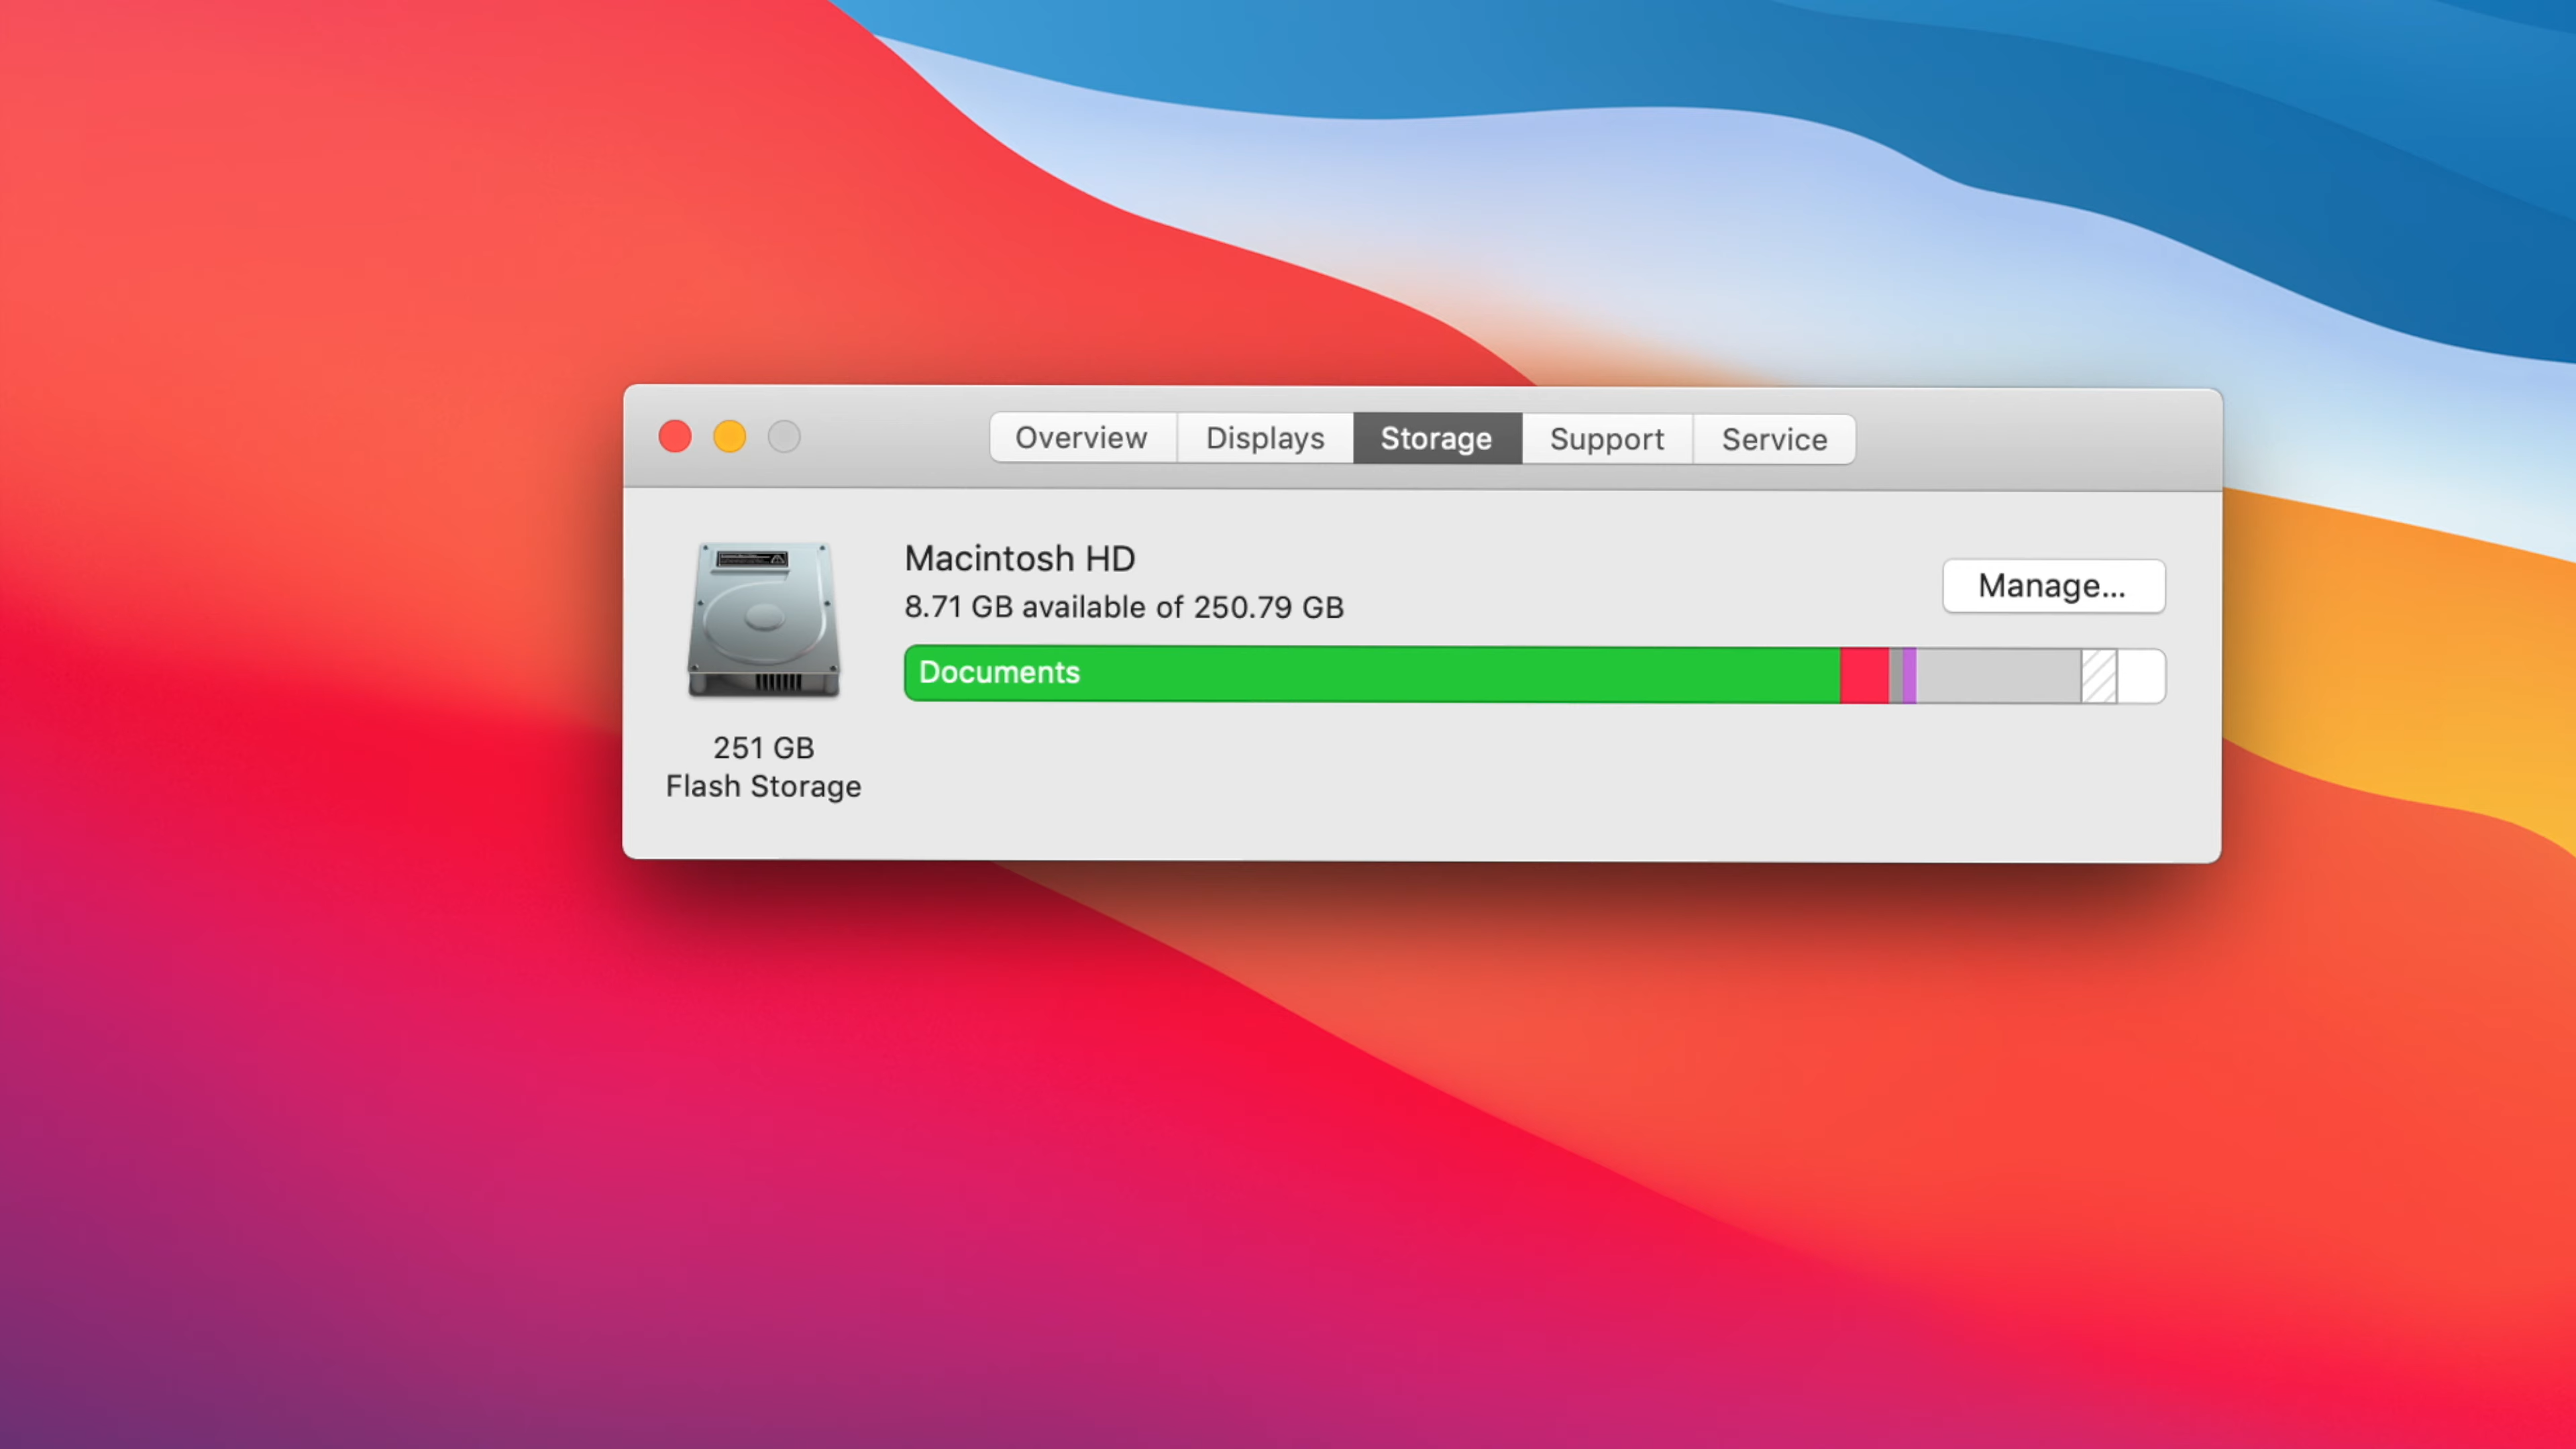 Overview Displays Storage Support Service
Macintosh HD
8.71 GB available of 250.79 GB
Manage...
Documents
251 GB
Flash Storage